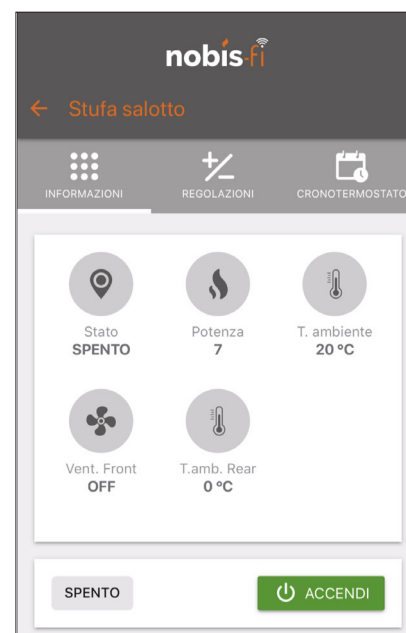 nobis-fi
← Stufa salotto
INFORMAZIONI
REGOLAZIONI
CRONOTERMOSTATO
Stato
SPENTO
Potenza
7
T. ambiente
20 °C
Vent. Front
OFF
T.amb. Rear
0 °C
SPENTO
ACCENDI